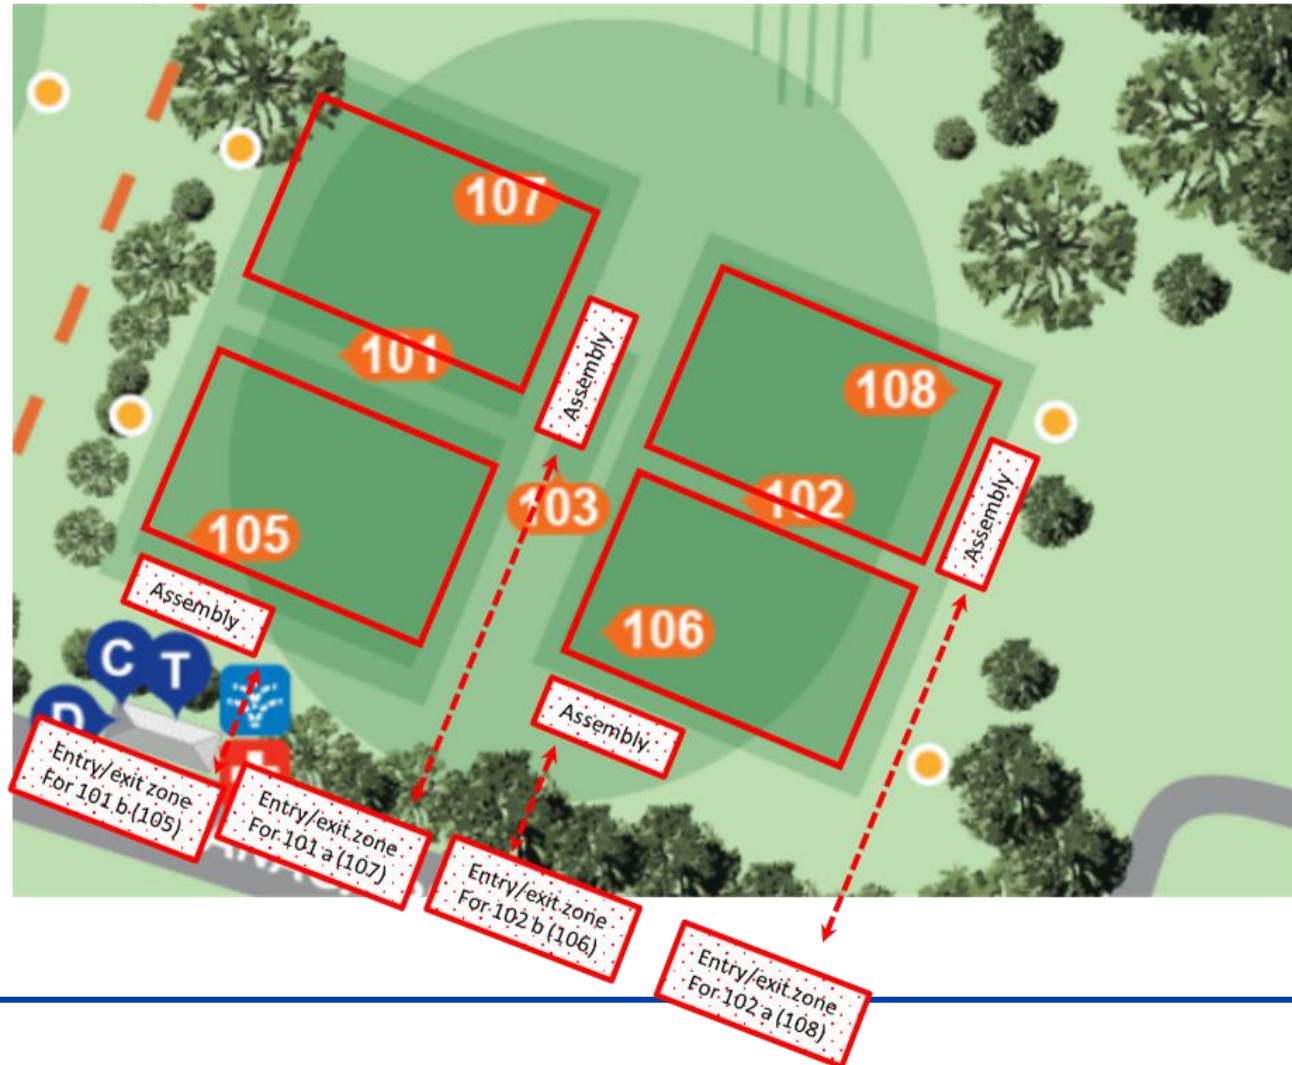 107
101
Assembly
108
103
102
Assembly
105
106
Assembly
C
T
D
Assembly
Entry/exit zone
For 101 b (105)
Entry/exit zone
For 101 a (107)
Entry/exit zone
For 102 b (106)
Entry/exit zone
For 102 a (108)